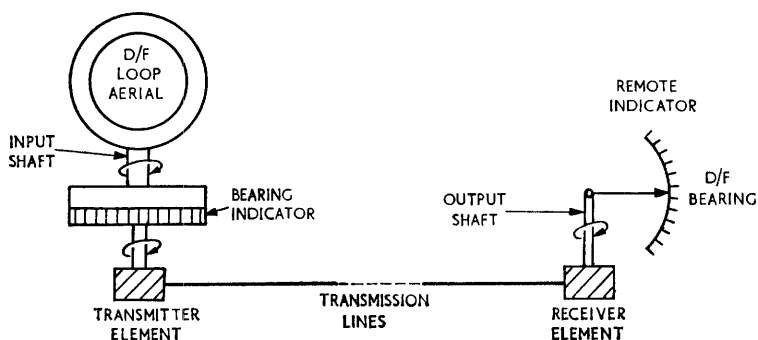 D/F
LOOP
AERIAL
INPUT
SHAFT
BEARING
INDICATOR
TRANSMITTER
ELEMENT
TRANSMISSION
LINES
OUTPUT
SHAFT
REMOTE
INDICATOR
D/F
BEARING
RECEIVER
ELEMENT